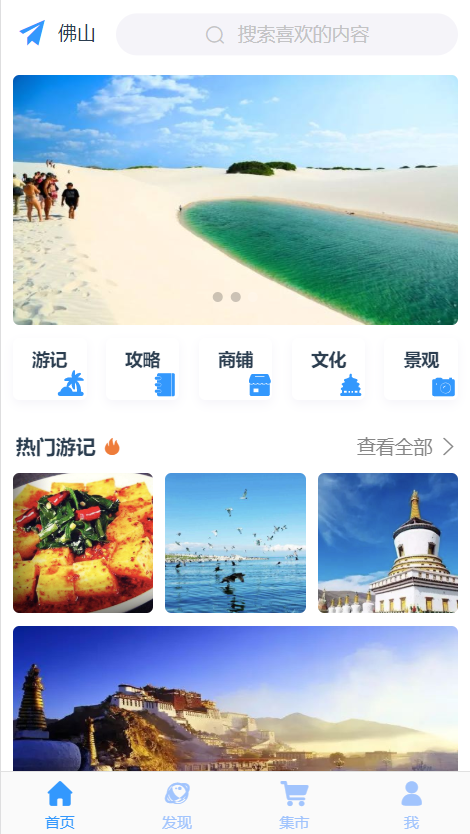 佛山
搜索喜欢的内容
游记 攻略 商铺 文化 景观
热门游记 查看全部
首页 发现 集市 我